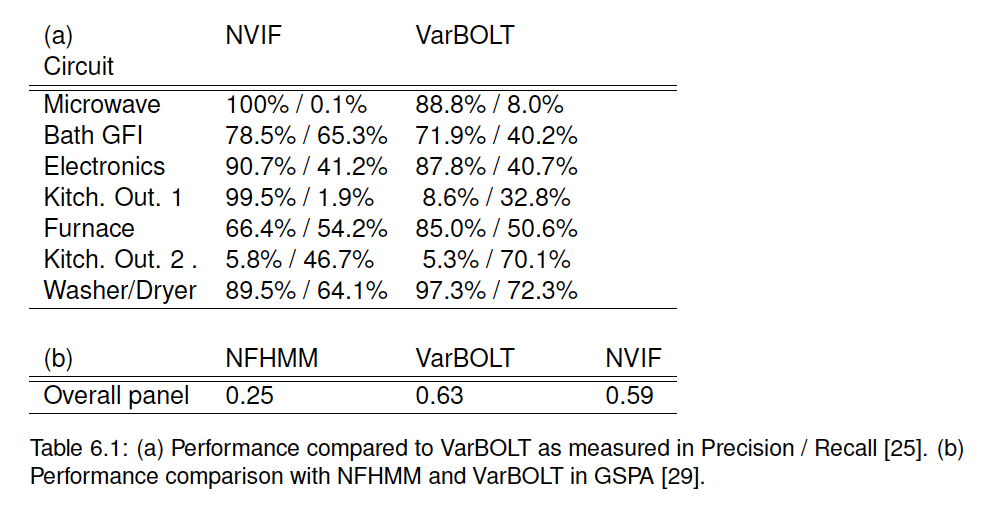 (a) NVIF VarBOLT
Circuit
Microwave 100% / 0.1% 88.8% / 8.0%
Bath GFI 78.5% / 65.3% 71.9% / 40.2%
Electronics 90.7% / 41.2% 87.8% / 40.7%
Kitch. Out. 1 99.5% / 1.9% 8.6% / 32.8%
Furnace 66.4% / 54.2% 85.0% / 50.6%
Kitch. Out. 2 . 5.8% / 46.7% 5.3% / 70.1%
Washer/Dryer 89.5% / 64.1% 97.3% / 72.3%
(b) NFHMM VarBOLT NVIF
Overall panel 0.25 0.63 0.59
Table 6.1: (a) Performance compared to VarBOLT as measured in Precision / Recall [25]. (b)
Performance comparison with NFHMM and VarBOLT in GSPA [29].